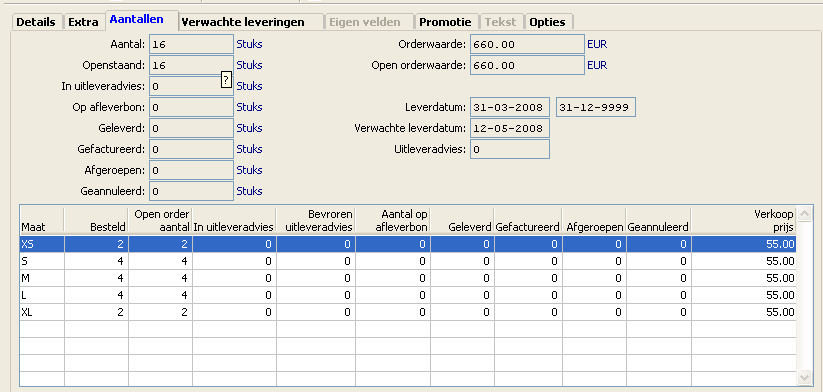 Details Extra Aantallen Verwachte leveringen Eigen velden Promotie Tekst Opties
Aantal: 16 Stuks Orderwaarde: 660.00 EUR
Openstaand: 16 Stuks Open orderwaarde: 660.00 EUR
?
In uitleveradvies: 0 Stuks
Op afleverbon: 0 Stuks Leverdatum: 31-03-2008 31-12-9999
Geleverd: 0 Stuks Verwachte leverdatum: 12-05-2008
Gefactureerd: 0 Stuks Uitleveradvies: 0
Afgeroepen: 0 Stuks
Geannuleerd: 0 Stuks
Open order Bevroren Aantal op Verkoop
Maat Besteld aantal In uitleveradvies uitleveradvies afleverbon Geleverd Gefactureerd Afgeroepen Geannuleerd prijs
XS 2 2 0 0 0 0 0 0 0 55.00
S 4 4 0 0 0 0 0 0 0 55.00
M 4 4 0 0 0 0 0 0 0 55.00
L 4 4 0 0 0 0 0 0 0 55.00
XL 2 2 0 0 0 0 0 0 0 55.00